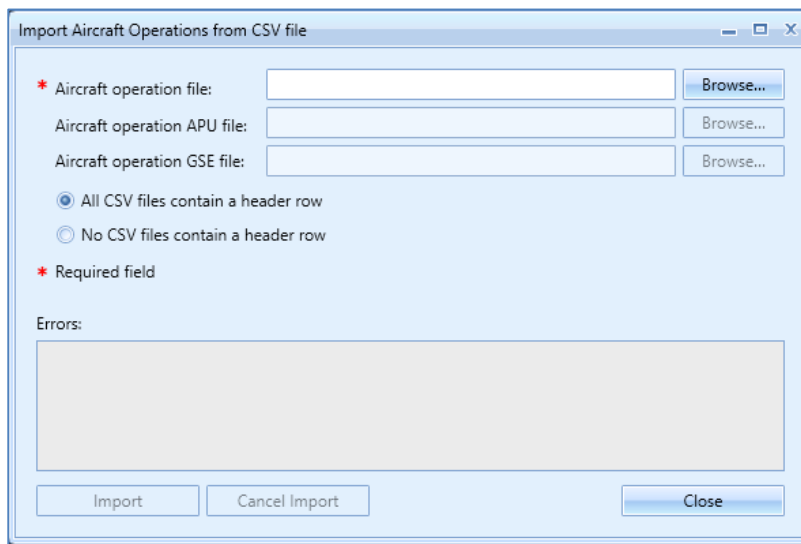 Import Aircraft Operations from CSV file
* Aircraft operation file: Browse...
Aircraft operation APU file: Browse...
Aircraft operation GSE file: Browse...
All CSV files contain a header row
No CSV files contain a header row
* Required field
Errors:
Import Cancel Import Close